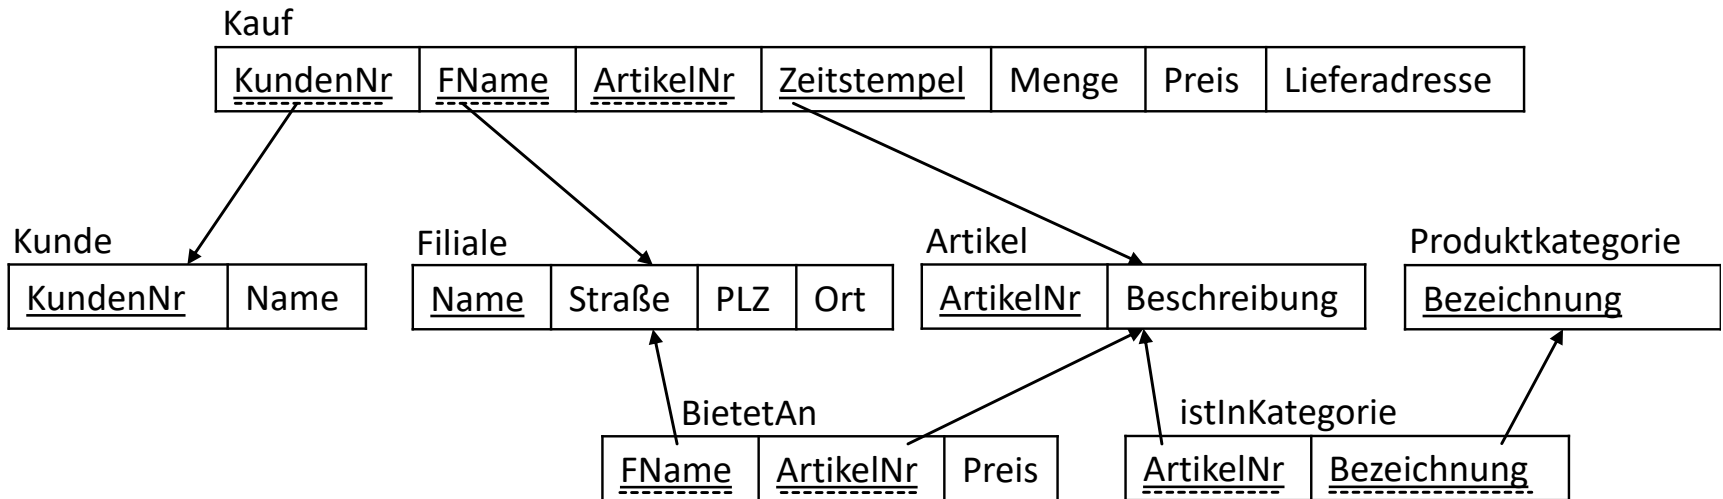 Kauf
KundenNr FName ArtikelNr Zeitstempel Menge Preis Lieferadresse
Kunde Filiale Artikel Produktkategorie
KundenNr Name Name Straße PLZ Ort ArtikelNr Beschreibung Bezeichnung
BietetAn istInKategorie
FName ArtikelNr Preis ArtikelNr Bezeichnung